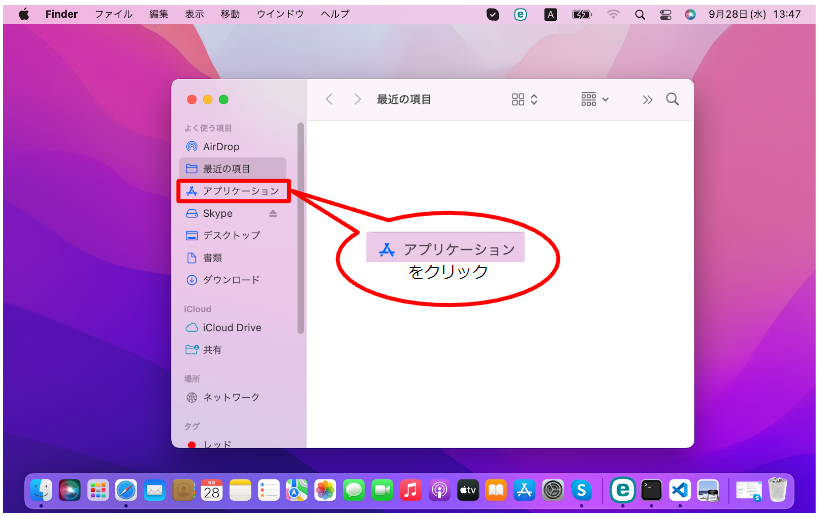 Finder ファイル 編集 表示 移動 ウインドウ ヘルプ A 9月28日(水) 13:47
最近の項目
よく使う項目
AirDrop
最近の項目
アプリケーション
Skype
デスクトップ
書類
ダウンロード
iCloud
iCloud Drive
共有
場所
ネットワーク
タグ
レッド
アプリケーション
をクリック
9月
28
tv
S
e